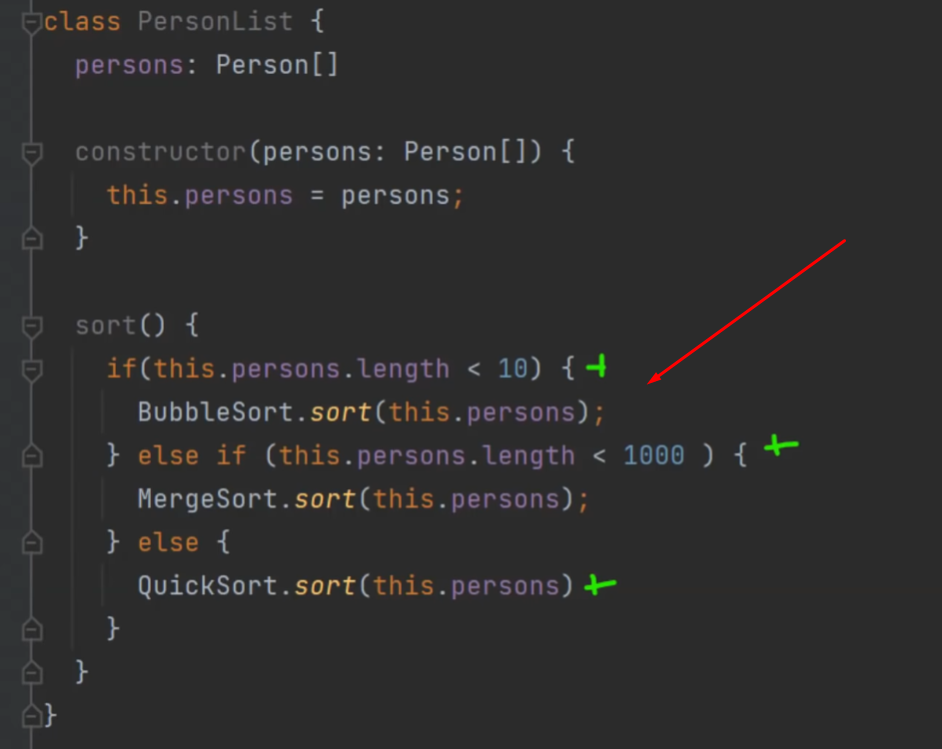 class PersonList {
persons: Person[]
constructor(persons: Person[]) {
this.persons = persons;
}
sort() {
if(this.persons.length < 10) {
BubbleSort.sort(this.persons);
} else if (this.persons.length < 1000 ) {
MergeSort.sort(this.persons);
} else {
QuickSort.sort(this.persons)
}
}
}